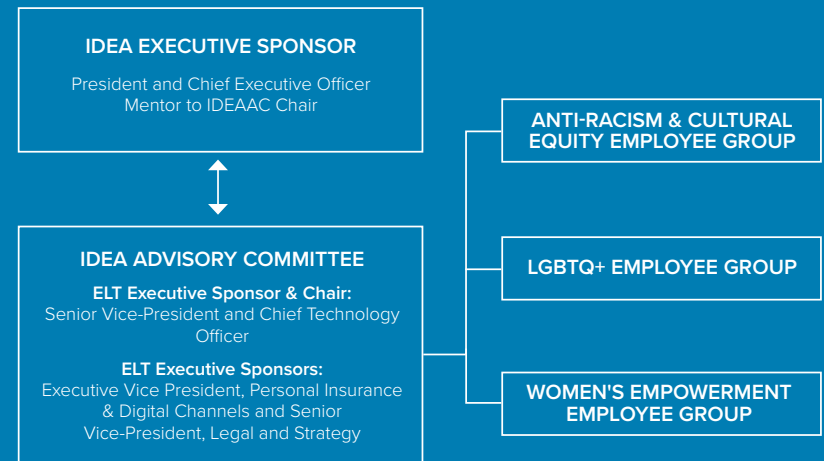 IDEA EXECUTIVE SPONSOR
President and Chief Executive Officer
Mentor to IDEAAC Chair
IDEA ADVISORY COMMITTEE
ELT Executive Sponsor & Chair:
Senior Vice-President and Chief Technology
Officer
ELT Executive Sponsors:
Executive Vice President, Personal Insurance
& Digital Channels and Senior
Vice-President, Legal and Strategy
ANTI-RACISM & CULTURAL
EQUITY EMPLOYEE GROUP
LGBTQ+ EMPLOYEE GROUP
WOMEN'S EMPOWERMENT
EMPLOYEE GROUP